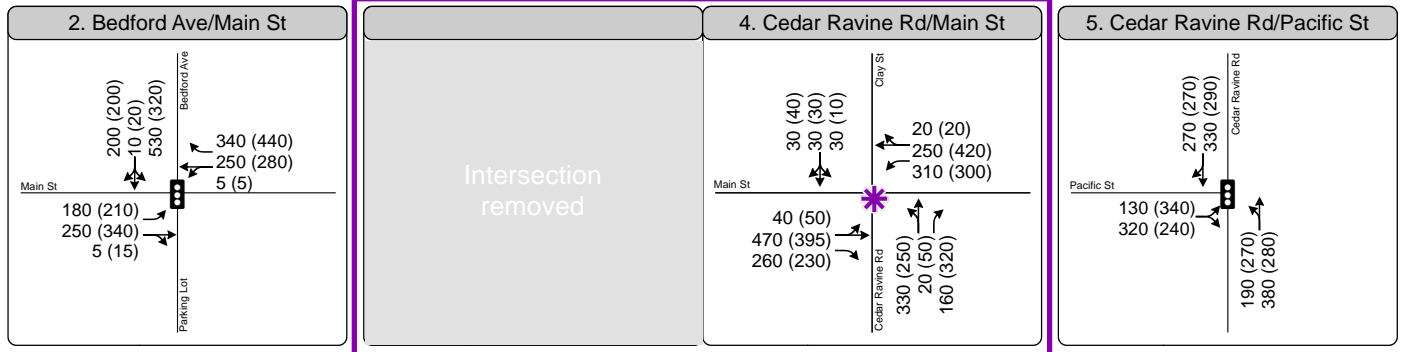 2. Bedford Ave/Main St
Bedford Ave
200 (200)
10 (20)
530 (320)
340 (440)
250 (280)
5 (5)
Main St
180 (210)
250 (340)
5 (15)
Parking Lot
Intersection
removed
4. Cedar Ravine Rd/Main St
Clay St
30 (40)
30 (30)
30 (10)
20 (20)
250 (420)
310 (300)
Main St
40 (50)
470 (395)
260 (230)
Cedar Ravine Rd
330 (250)
20 (50)
160 (320)
5. Cedar Ravine Rd/Pacific St
Cedar Ravine Rd
270 (270)
330 (290)
Pacific St
130 (340)
320 (240)
190 (270)
380 (280)